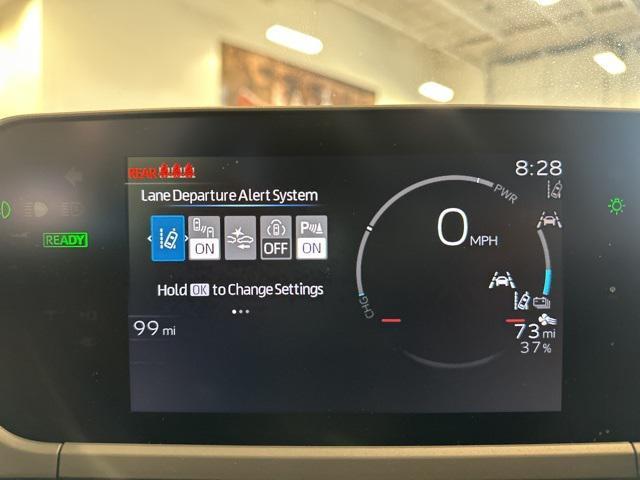 REAR
8:28
Lane Departure Alert System
PWR
ON OFF P ON
0 MPH
READY
Hold OK to Change Settings
CHG
99 mi
73 mi
37%